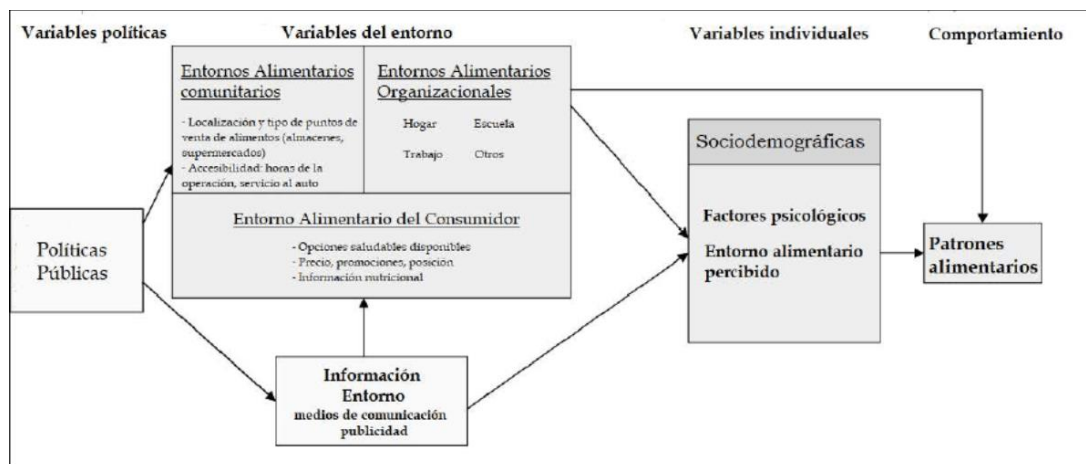 Variables políticas
Variables del entorno
Variables individuales
Comportamiento
Entornos Alimentarios
comunitarios
- Localización y tipo de puntos de
venta de alimentos (almacenes,
supermercados)
- Accesibilidad: horas de la
operación, servicio al auto
Entornos Alimentarios
Organizacionales
Hogar Escuela
Trabajo Otros
Entorno Alimentario del Consumidor
- Opciones saludables disponibles
- Precio, promociones, posición
- Información nutricional
Políticas
Públicas
Información
Entorno
medios de comunicación
publicidad
Sociodemográficas
Factores psicológicos
Entorno alimentario
percibido
Patrones
alimentarios